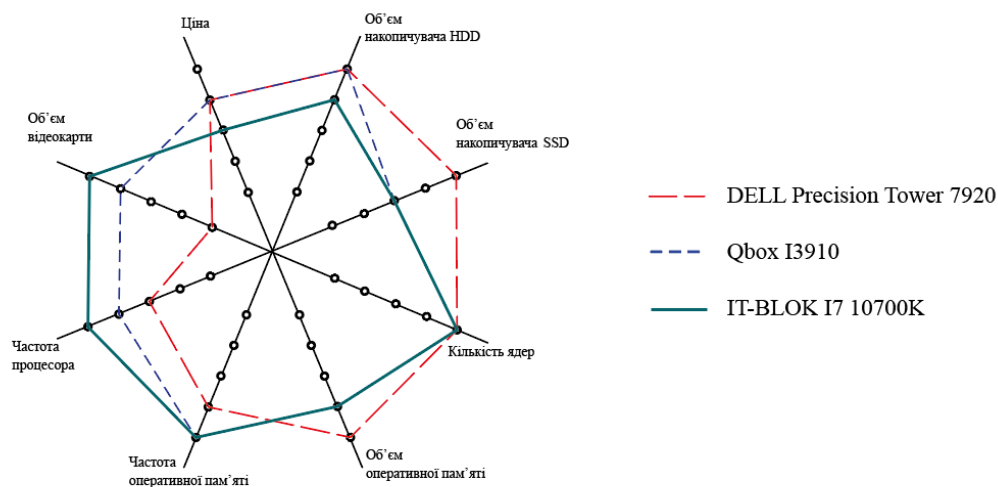 Ціна
Об’єм
накопичувача HDD
Об’єм
відеокарти
Об’єм
накопичувача SSD
DELL Precision Tower 7920
Qbox I3910
IT-BLOK I7 10700K
Частота
процесора
Кількість ядер
Частота
оперативної пам’яті
Об’єм
оперативної пам’яті